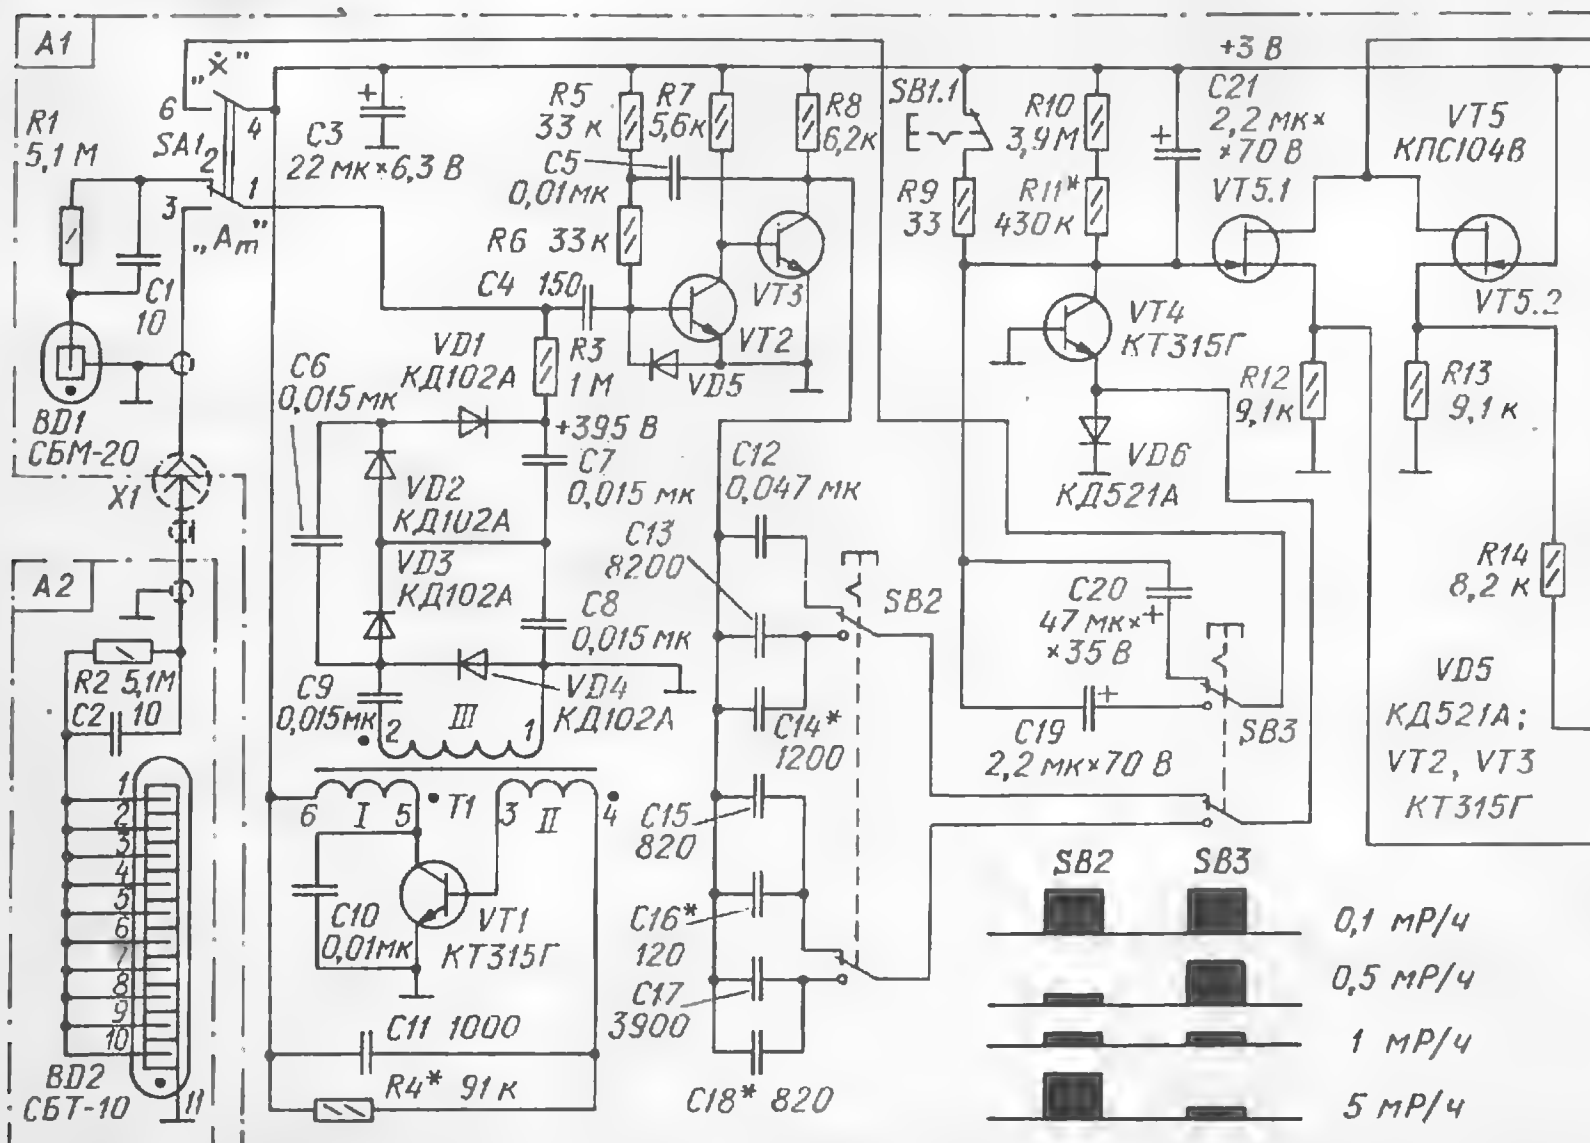 A1
„ẋ”
6
4
SA1
2
1
3
„Aт”
R1
5,1 М
C1
10
BD1
СБМ-20
X1
C3
22 мк×6,3 В
R5
33 к
R7
5,6к
R8
6,2к
C5
0,01мк
R6 33 к
C4 150
VT3
VT2
VD5
R3
1 М
+395 В
VD1
КД102А
C6
0,015 мк
VD2
КД102А
C7
0,015 мк
VD3
КД102А
C8
0,015 мк
VD4
КД102А
C9
0,015мк
2
III
1
6
I
5
T1
3
II
4
C10
0,01мк
VT1
КТ315Г
C11 1000
R4* 91 к
A2
R2 5,1М
C2 10
1
2
3
4
5
6
7
8
9
10
11
BD2
СБТ-10
SB1.1
R9
33
R10
3,9 М
R11*
430 к
+3 В
C21
2,2 мк×
×70 В
VT5.1
VT5
КПС104В
VT5.2
VT4
КТ315Г
VD6
КД521А
R12
9,1к
R13
9,1 к
R14
8,2 к
C12
0,047 мк
C13
8200
SB2
C14*
1200
C15
820
C16*
120
C17
3900
C18* 820
C20
47 мк×
×35 В
C19
2,2 мк×70 В
SB3
VD5
КД521А;
VT2, VT3
КТ315Г
SB2 SB3
0,1 мР/ч
0,5 мР/ч
1 мР/ч
5 мР/ч